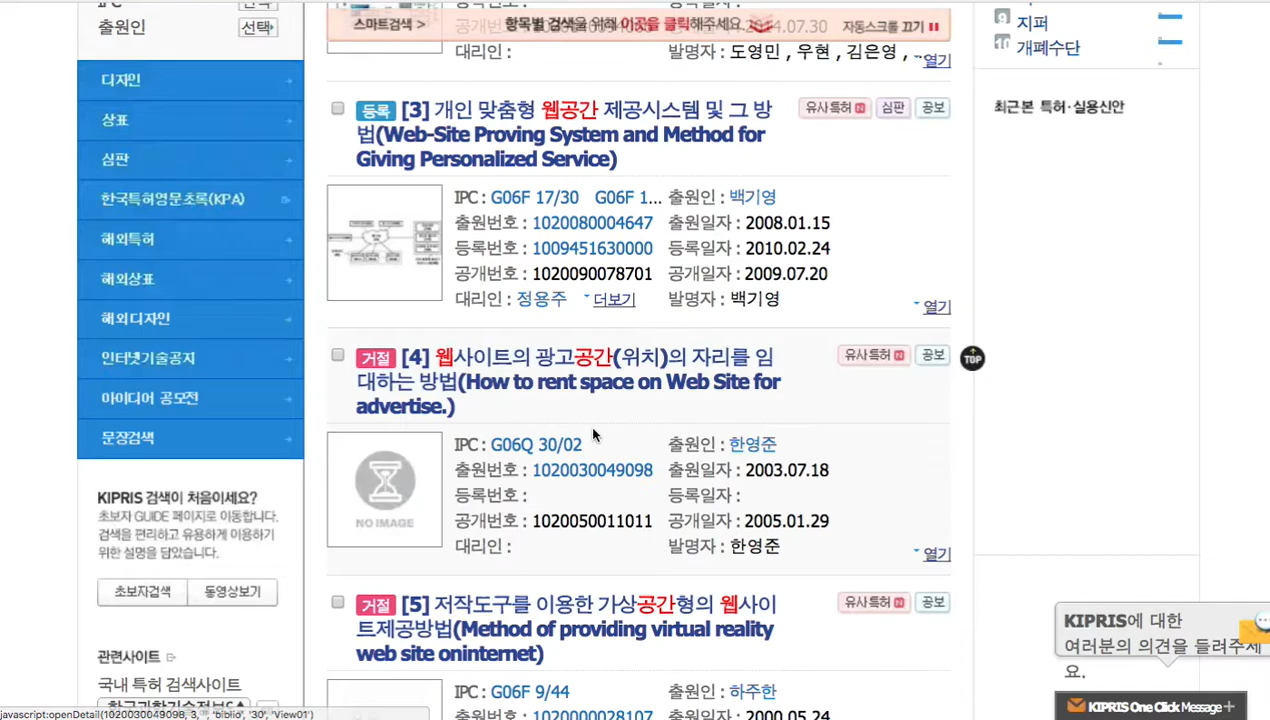 출원인
선택
디자인
상표
심판
한국특허영문초록(KPA)
해외특허
해외상표
해외디자인
인터넷기술공지
아이디어 공모전
문장검색
KIPRIS 검색이 처음이세요?
초보자 GUIDE 페이지로 이동합니다.
검색을 편리하고 유용하게 이용하기
위한 설명을 담았습니다.
초보자검색 동영상보기
관련사이트
국내 특허 검색사이트
스마트검색 > 항목별 검색을 위해 이곳을 클릭해주세요. 자동스크롤 끄기
대리인 : 발명자 : 도영민 , 우현 , 김은영 ,
열기
등록 [3] 개인 맞춤형 웹공간 제공시스템 및 그 방
법(Web-Site Proving System and Method for
Giving Personalized Service)
유사특허 N 심판 공보
IPC : G06F 17/30 G06F 1... 출원인 : 백기영
출원번호 : 1020080004647 출원일자 : 2008.01.15
등록번호 : 1009451630000 등록일자 : 2010.02.24
공개번호 : 1020090078701 공개일자 : 2009.07.20
대리인 : 정용주 더보기 발명자 : 백기영
열기
거절 [4] 웹사이트의 광고공간(위치)의 자리를 임
대하는 방법(How to rent space on Web Site for
advertise.)
유사특허 N 공보
IPC : G06Q 30/02 출원인 : 한영준
출원번호 : 1020030049098 출원일자 : 2003.07.18
등록번호 : 등록일자 :
공개번호 : 1020050011011 공개일자 : 2005.01.29
대리인 : 발명자 : 한영준
NO IMAGE
열기
거절 [5] 저작도구를 이용한 가상공간형의 웹사이
트제공방법(Method of providing virtual reality
web site oninternet)
유사특허 N 공보
IPC : G06F 9/44 출원인 : 하주한
출원번호 : 1020000028107 출원일자 : 2000.05.24
9 지퍼
10 개폐수단
최근본 특허·실용신안
TOP
KIPRIS에 대한
여러분의 의견을 들려주세
요.
KIPRIS One Click Message +
javascript:openDetail(1020030049098, 3, '', 'biblio', '30', 'View01')